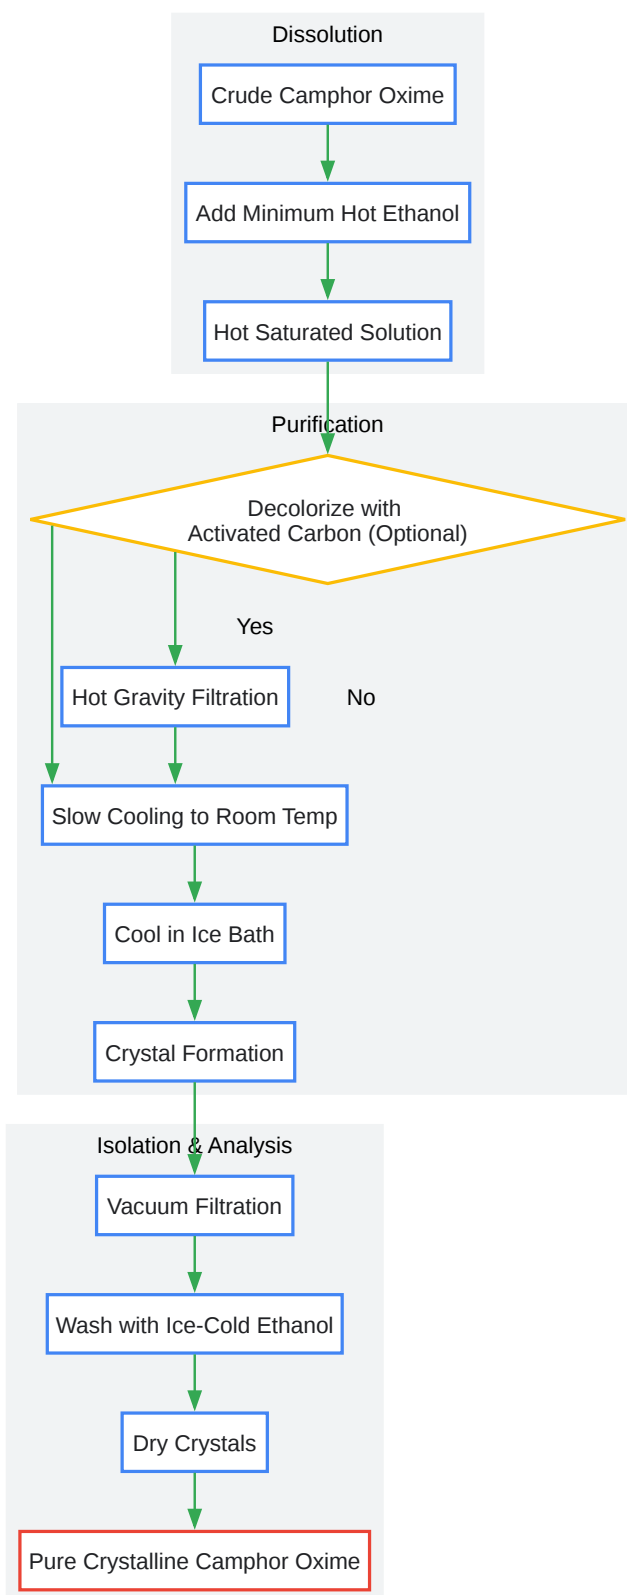 Dissolution
Crude Camphor Oxime
Add Minimum Hot Ethanol
Hot Saturated Solution
Purification
Decolorize with
Activated Carbon (Optional)
Yes
Hot Gravity Filtration
No
Slow Cooling to Room Temp
Cool in Ice Bath
Crystal Formation
Isolation & Analysis
Vacuum Filtration
Wash with Ice-Cold Ethanol
Dry Crystals
Pure Crystalline Camphor Oxime